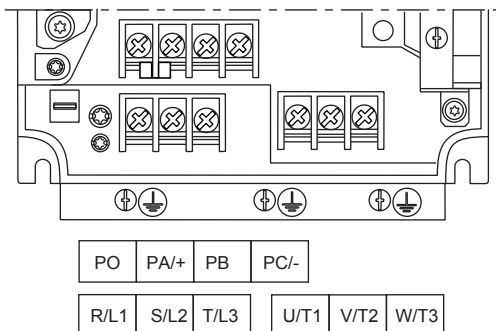 PO PA/+ PB PC/-
R/L1 S/L2 T/L3 U/T1 V/T2 W/T3